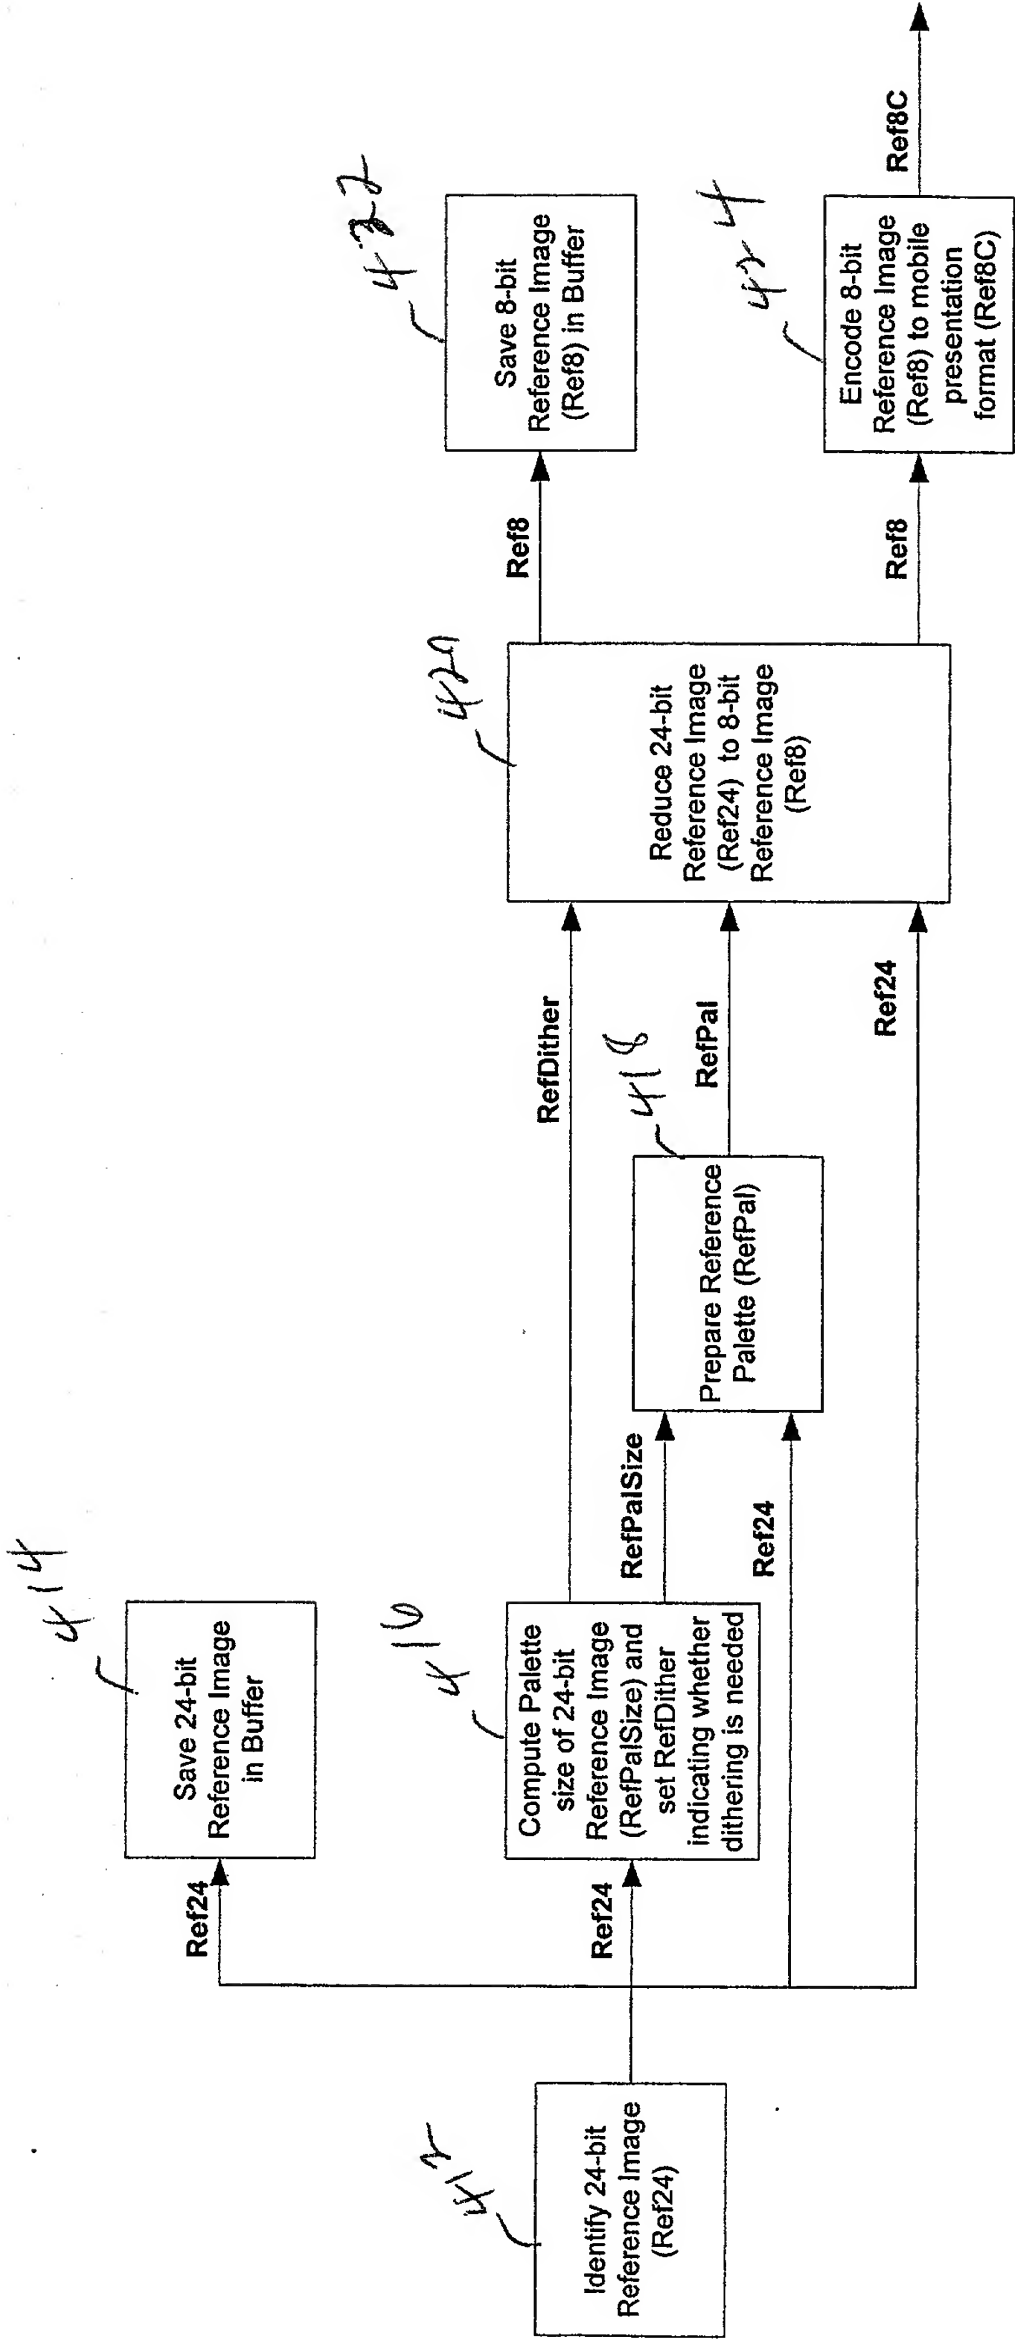 412
Identify 24-bit
Reference Image
(Ref24)
Ref24
414
Save 24-bit
Reference Image
in Buffer
Ref24
416
Compute Palette
size of 24-bit
Reference Image
(RefPalSize) and
set RefDither
indicating whether
dithering is needed
RefPalSize
Ref24
418
Prepare Reference
Palette (RefPal)
RefDither
RefPal
Ref24
420
Reduce 24-bit
Reference Image
(Ref24) to 8-bit
Reference Image
(Ref8)
Ref8
Save 8-bit
Reference Image
(Ref8) in Buffer
Ref8
424
Encode 8-bit
Reference Image
(Ref8) to mobile
presentation
format (Ref8C)
Ref8C